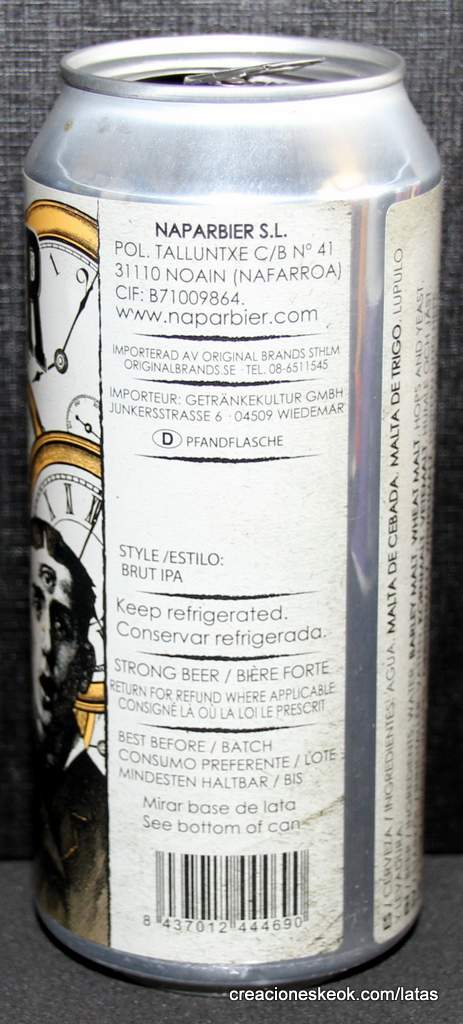 NAPARBIER S.L.
POL. TALLUNTXE C/B Nº 41
31110 NOAIN (NAFARROA)
CIF: B71009864.
www.naparbier.com
IMPORTERAD AV ORIGINAL BRANDS STHLM
ORIGINALBRANDS.SE · TEL. 08-6511545
IMPORTEUR: GETRÄNKEKULTUR GMBH
JUNKERSSTRASSE 6 · 04509 WIEDEMAR
D PFANDFLASCHE
STYLE /ESTILO:
BRUT IPA
Keep refrigerated.
Conservar refrigerada.
STRONG BEER / BIÈRE FORTE
RETURN FOR REFUND WHERE APPLICABLE
CONSIGNÉ LÀ OÙ LA LOI LE PRESCRIT
BEST BEFORE / BATCH
CONSUMO PREFERENTE / LOTE
MINDESTEN HALTBAR / BIS
Mirar base de lata
See bottom of can
8 437012 444690
ES / CERVEZA / INGREDIENTES: AGUA, MALTA DE CEBADA, MALTA DE TRIGO, LUPULO
Y LEVADURA.
INGREDIENTS: WATER, BARLEY MALT, WHEAT MALT, HOPS AND YEAST.
creacioneskeok.com/latas